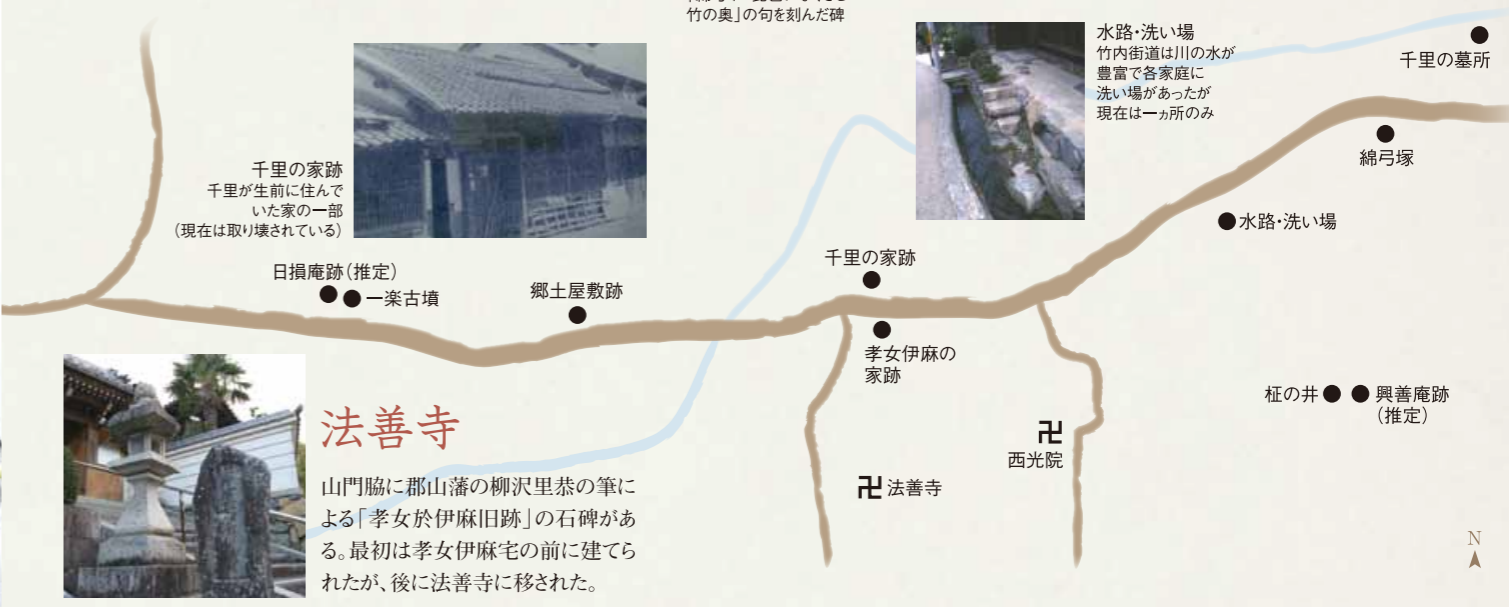 竹の奥」の句を刻んだ碑
水路・洗い場
竹内街道は川の水が
豊富で各家庭に
洗い場があったが
現在は一ヵ所のみ
千里の墓所
綿弓塚
水路・洗い場
千里の家跡
千里が生前に住んで
いた家の一部
（現在は取り壊されている）
日損庵跡（推定）
一楽古墳
郷士屋敷跡
千里の家跡
孝女伊麻の
家跡
柾の井
興善庵跡
（推定）
卍
西光院
卍 法善寺
法善寺
山門脇に郡山藩の柳沢里恭の筆に
よる「孝女於伊麻旧跡」の石碑があ
る。最初は孝女伊麻宅の前に建てら
れたが、後に法善寺に移された。
N